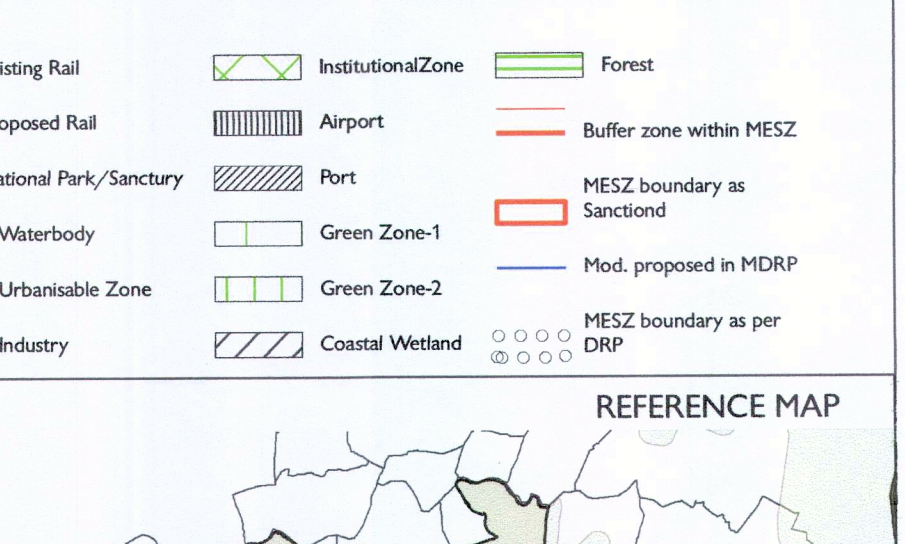 isting Rail
oposed Rail
ational Park/Sanctury
Waterbody
Urbanisable Zone
Industry
InstitutionalZone
Airport
Port
Green Zone-1
Green Zone-2
Coastal Wetland
Forest
Buffer zone within MESZ
MESZ boundary as
Sanctiond
Mod. proposed in MDRP
MESZ boundary as per
DRP
REFERENCE MAP